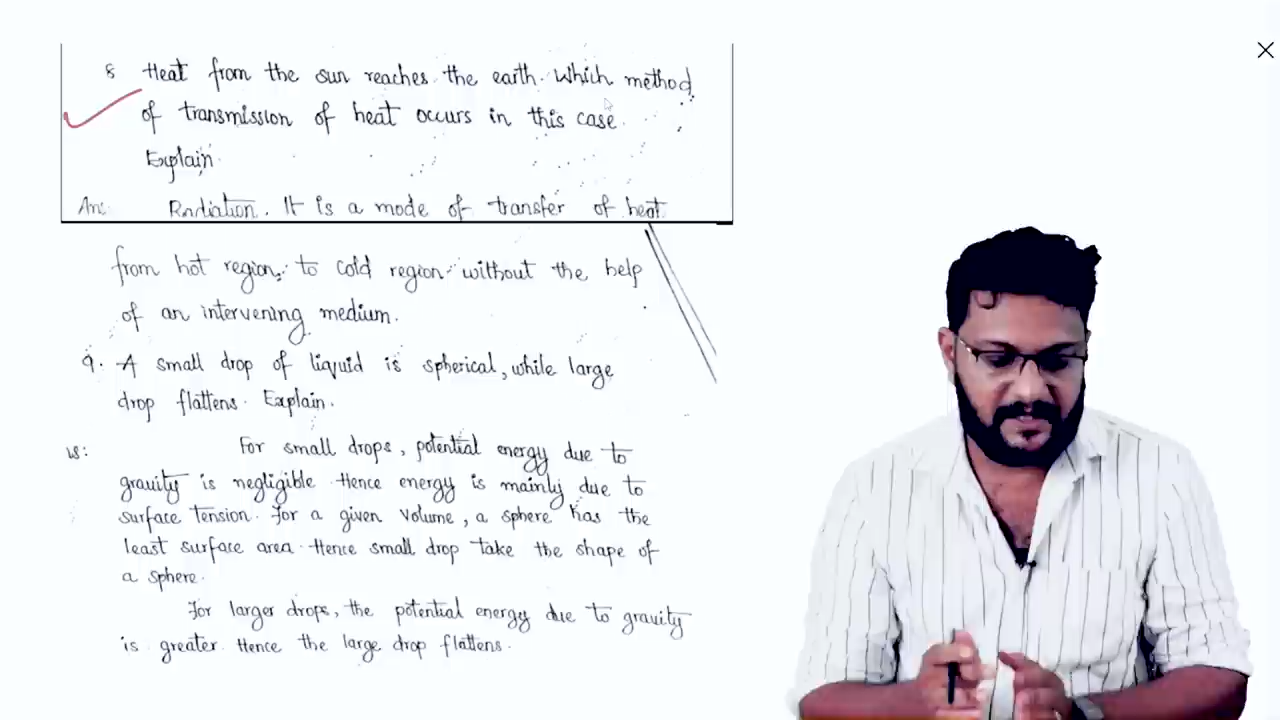 8 Heat from the sun reaches the earth. Which method
of transmission of heat occurs in this case.
Explain.
Ans: Radiation. It is a mode of transfer of heat
from hot region to cold region without the help
of an intervening medium.
9. A small drop of liquid is spherical, while large
drop flattens. Explain.
For small drops, potential energy due to
gravity is negligible. Hence energy is mainly due to
surface tension. For a given volume, a sphere has the
least surface area. Hence small drop take the shape of
a sphere.
For larger drops, the potential energy due to gravity
is greater. Hence the large drop flattens.